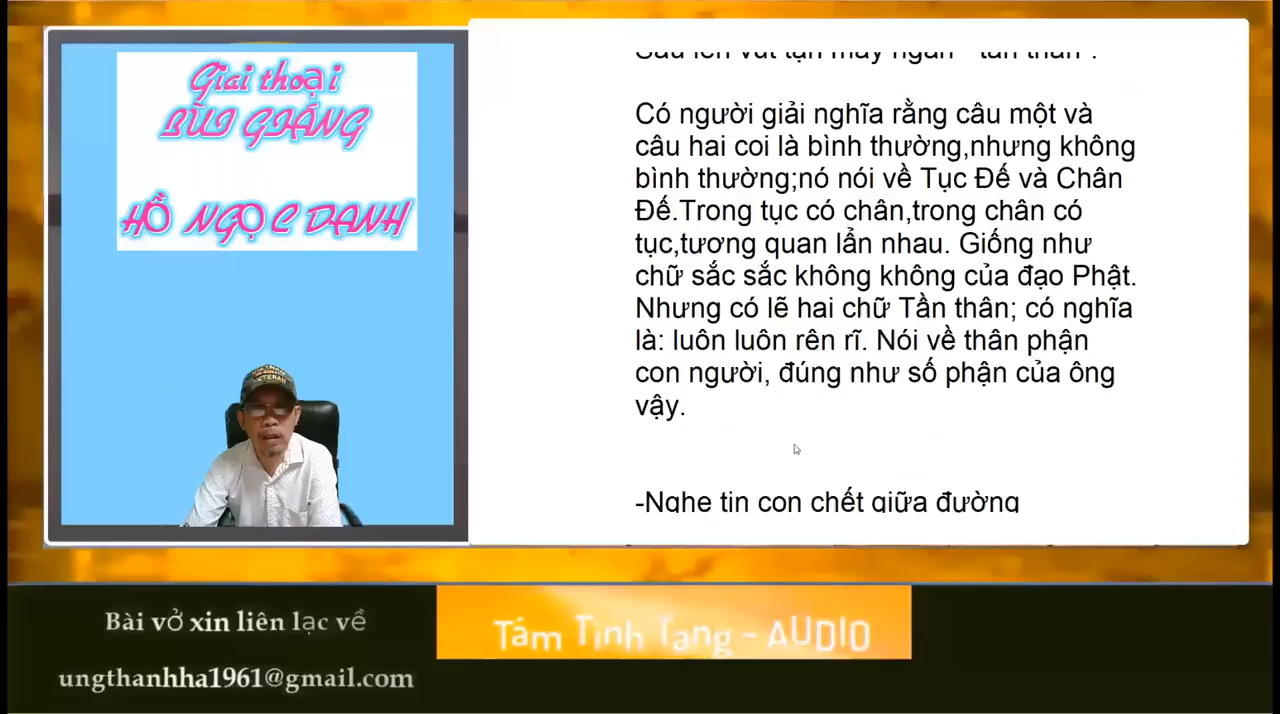 Giai thoại
BÙI GIÁNG
HỒ NGỌC DANH
VETERAN
Có người giải nghĩa rằng câu một và
câu hai coi là bình thường,nhưng không
bình thường;nó nói về Tục Đế và Chân
Đế.Trong tục có chân,trong chân có
tục,tương quan lẩn nhau. Giống như
chữ sắc sắc không không của đạo Phật.
Nhưng có lẽ hai chữ Tần thân; có nghĩa
là: luôn luôn rên rĩ. Nói về thân phận
con người, đúng như số phận của ông
vậy.
-Nghe tin con chết giữa đường
Bài vở xin liên lạc về
ungthanhha1961@gmail.com
Tám Tình Tang - AUDIO